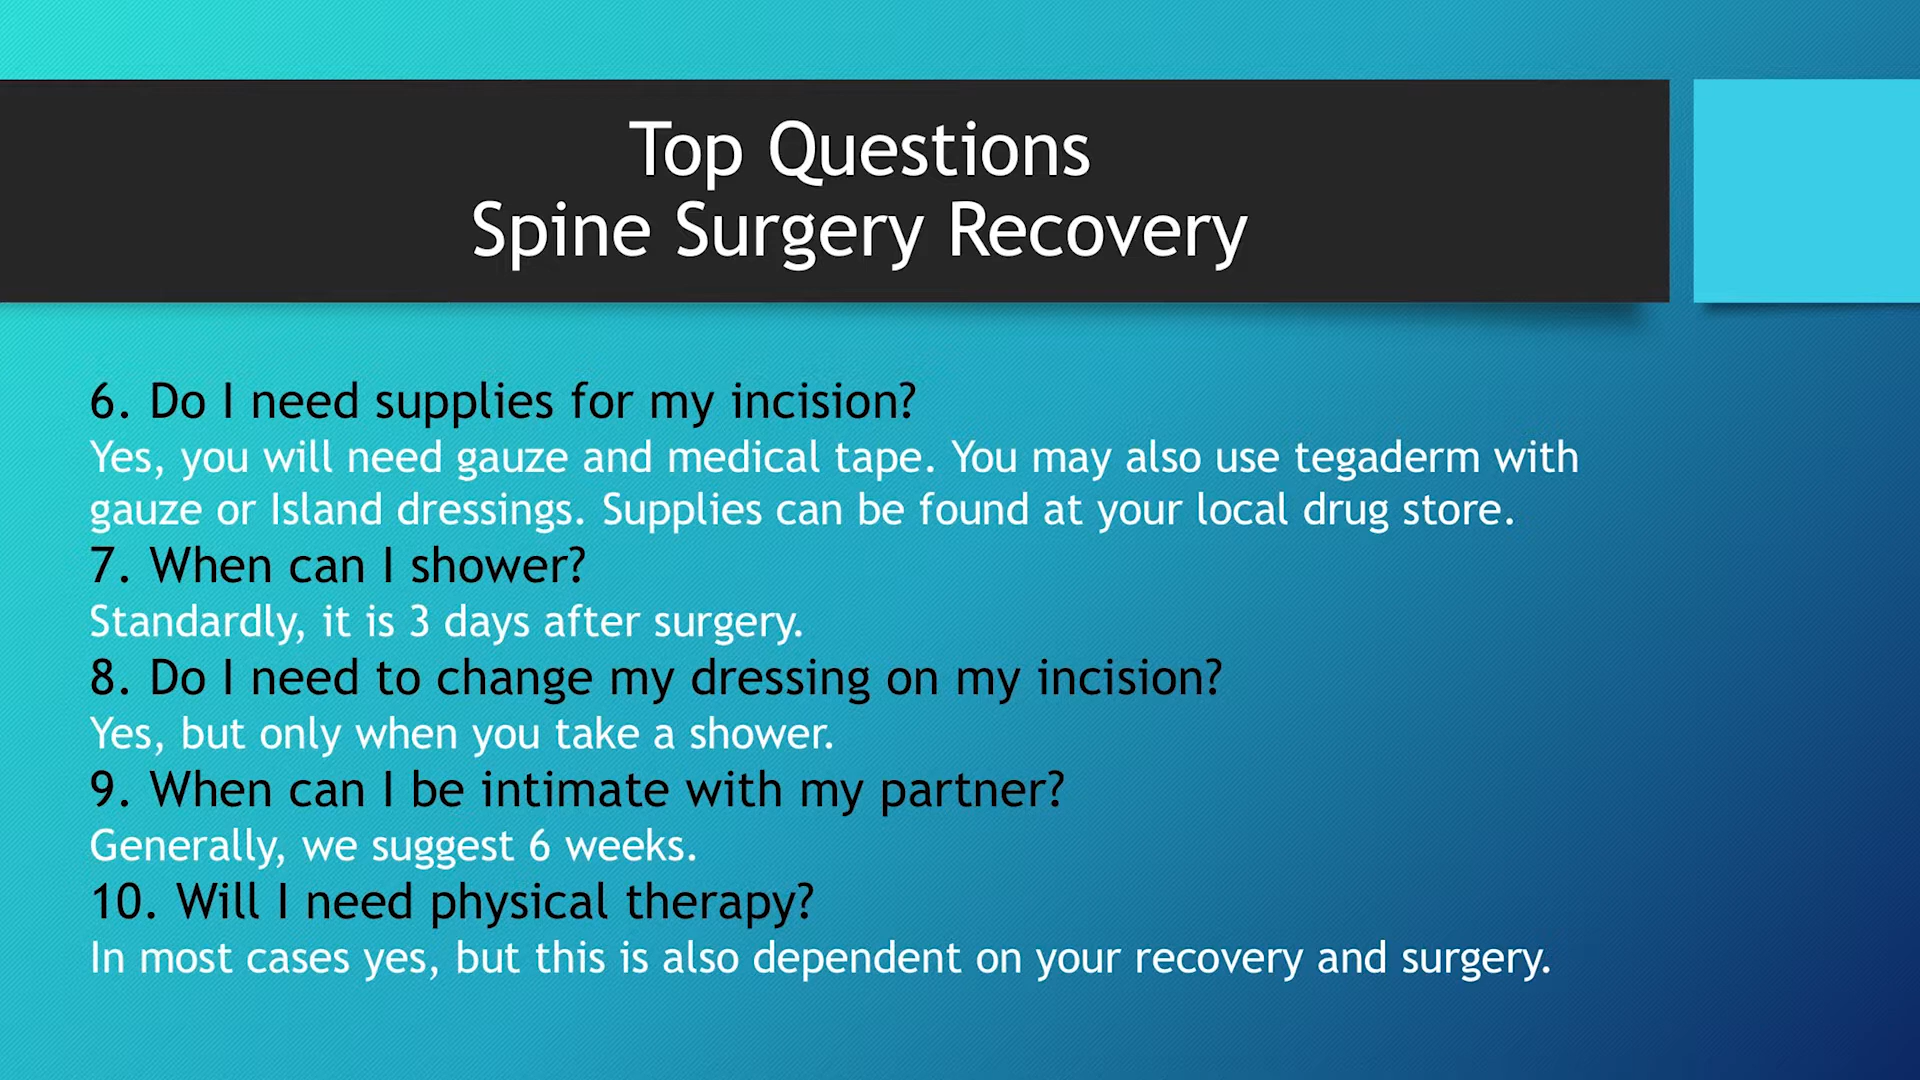 Top Questions
Spine Surgery Recovery
6. Do I need supplies for my incision?
Yes, you will need gauze and medical tape. You may also use tegaderm with
gauze or Island dressings. Supplies can be found at your local drug store.
7. When can I shower?
Standardly, it is 3 days after surgery.
8. Do I need to change my dressing on my incision?
Yes, but only when you take a shower.
9. When can I be intimate with my partner?
Generally, we suggest 6 weeks.
10. Will I need physical therapy?
In most cases yes, but this is also dependent on your recovery and surgery.